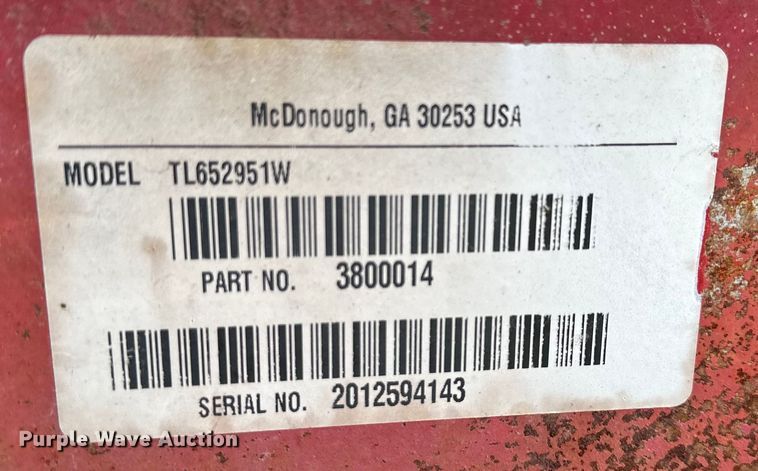 McDonough, GA 30253 USA
MODEL TL652951W
PART NO. 3800014
SERIAL NO. 2012594143
Purple Wave Auction